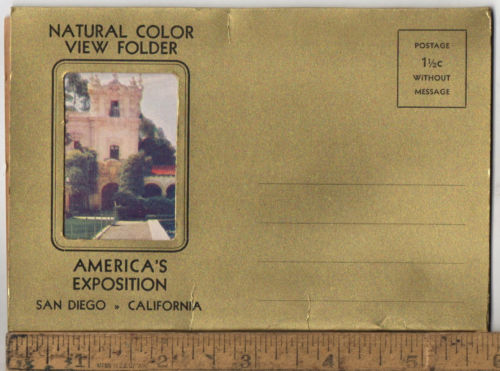 NATURAL COLOR
VIEW FOLDER
POSTAGE
1½c
WITHOUT
MESSAGE
AMERICA'S
EXPOSITION
SAN DIEGO » CALIFORNIA
1 2 3 4 5